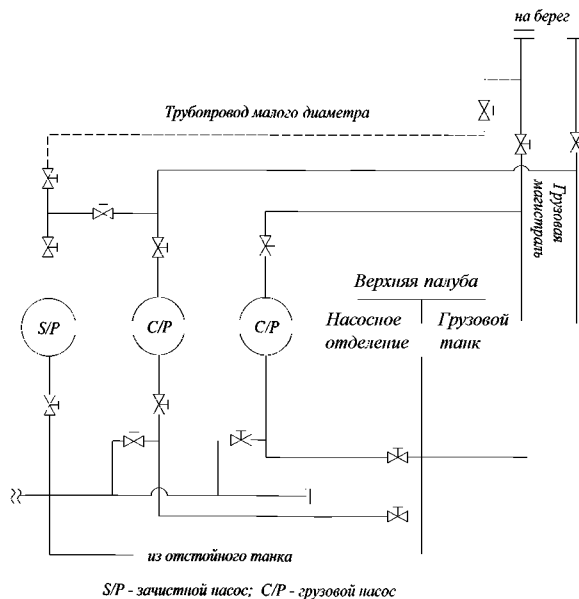 на берег
Трубопровод малого диаметра
Грузовая
магистраль
Верхняя палуба
Насосное
отделение
Грузовой
танк
S/P
C/P
C/P
из отстойного танка
S/P - зачистной насос; C/P - грузовой насос